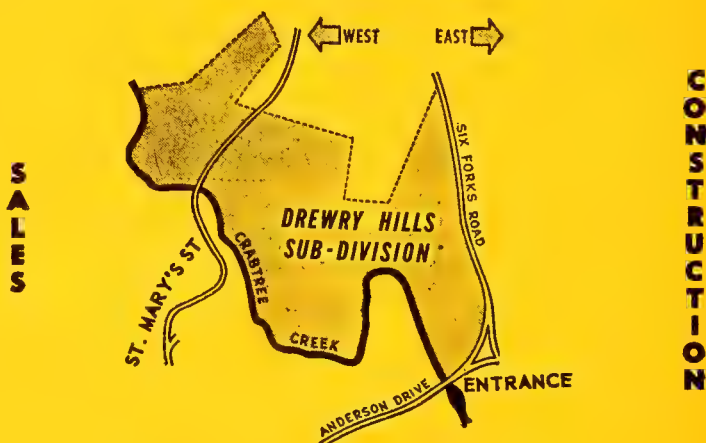 WEST EAST
SALES
CONSTRUCTION
SIX FORKS ROAD
DREWRY HILLS
SUB-DIVISION
ST. MARY'S ST
CRABTREE
CREEK
ENTRANCE
ANDERSON DRIVE